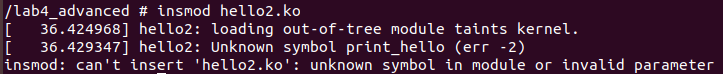 /lab4_advanced # insmod hello2.ko
[   36.424968] hello2: loading out-of-tree module taints kernel.
[   36.429347] hello2: Unknown symbol print_hello (err -2)
insmod: can't insert 'hello2.ko': unknown symbol in module or invalid parameter